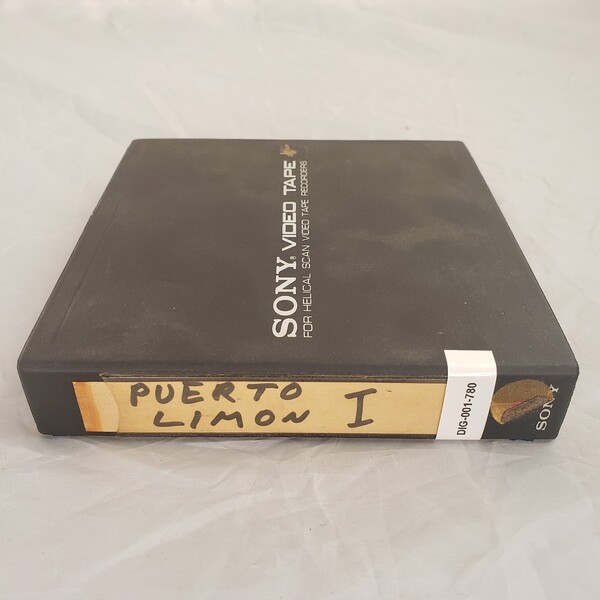 SONY® VIDEO TAPE
FOR HELICAL SCAN VIDEO TAPE RECORDERS
PUERTO
LIMON I
DIG-001-780
SONY